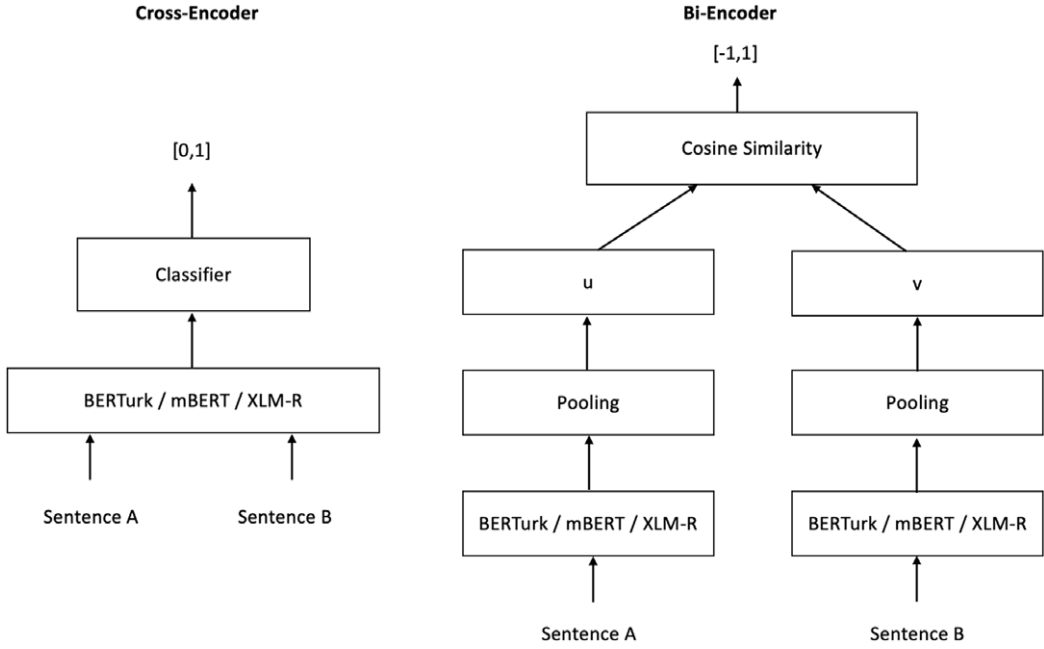 Cross-Encoder
[0,1]
Classifier
BERTurk / mBERT / XLM-R
Sentence A
Sentence B
Bi-Encoder
[-1,1]
Cosine Similarity
u
v
Pooling
Pooling
BERTurk / mBERT / XLM-R
BERTurk / mBERT / XLM-R
Sentence A
Sentence B